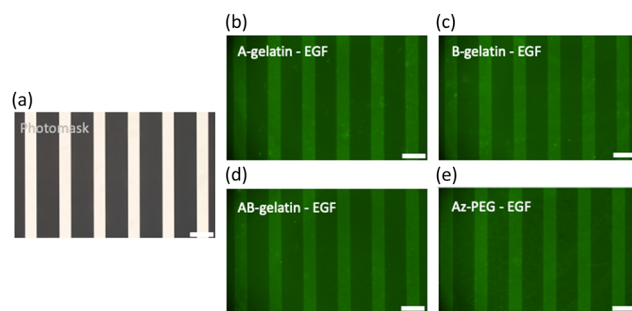 (a)
Photomask
(b)
A-gelatin - EGF
(c)
B-gelatin - EGF
(d)
AB-gelatin - EGF
(e)
Az-PEG - EGF